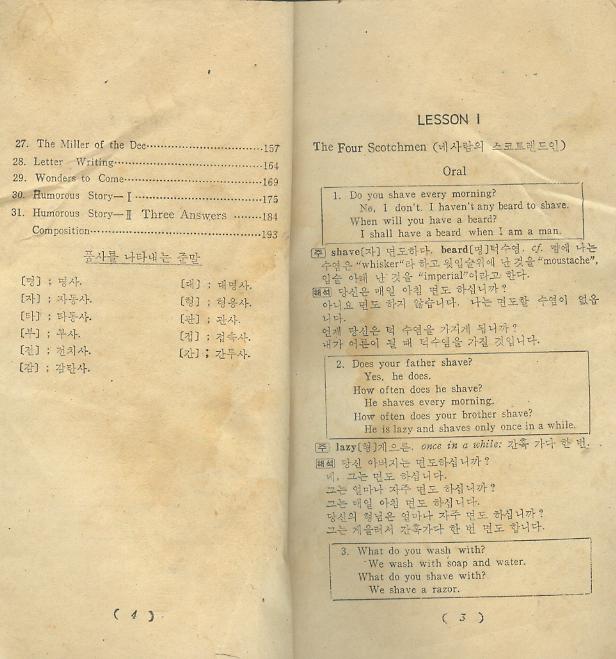 27. The Miller of the Dee……157
28. Letter Writing……164
29. Wonders to Come……169
30. Humorous Story—Ⅰ……175
31. Humorous Story—Ⅱ Three Answers……184
Composition……193
품사를 나타내는 준말
[명] ; 명사.
[자] ; 자동사.
[타] ; 타동사.
[부] ; 부사.
[전] ; 전치사.
[감] ; 감탄사.
[대] ; 대명사.
[형] ; 형용사.
[관] ; 관사.
[접] ; 접속사.
[간] ; 간투사.
( 4 )
LESSON I
The Four Scotchmen (네사람의 스코트렌드인)
Oral
1. Do you shave every morning?
No, I don't. I haven't any beard to shave.
When will you have a beard?
I shall have a beard when I am a man.
주 shave[자] 면도하다, beard[명]턱수염, cf. 뺨에 나는
수염은 "whisker"라 하고 윗입술위에 난 것을 "moustache",
입술 아래 난 것을 "imperial"이라고 한다.
해석 당신은 매일 아침 면도 하십니까?
아니요 면도 하지 않습니다. 나는 면도할 수염이 없읍
니다.
언제 당신은 턱 수염을 가지게 됩니까?
내가 어른이 될 때 턱수염을 가질 것입니다.
2. Does your father shave?
Yes, he does.
How often does he shave?
He shaves every morning.
How often does your brother shave?
He is lazy and shaves only once in a while.
주 lazy[형]게으른, once in a while: 간혹 가다 한 번.
해석 당신 아버지는 면도하십니까?
네, 그는 면도 하십니다.
그는 얼마나 자주 면도 하십니까?
그는 매일 아침 면도 하십니다.
당신의 형님은 얼마나 자주 면도 하십니까?
그는 게을러서 간혹가다 한 번 면도 합니다.
3. What do you wash with?
We wash with soap and water.
What do you shave with?
We shave a razor.
( 3 )